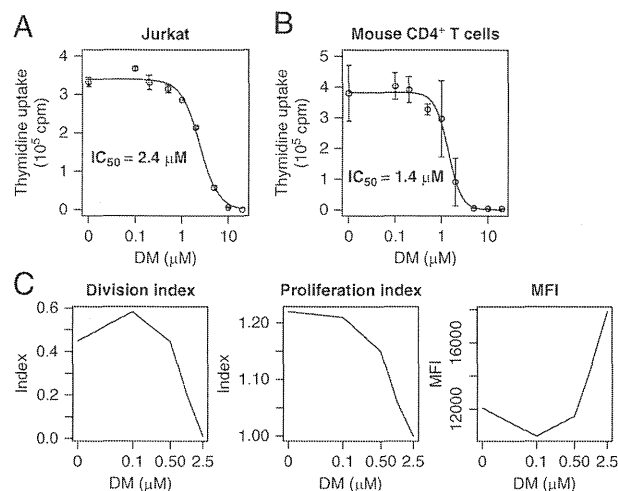 A
Jurkat
Thymidine uptake
(10⁵ cpm)
4
3
2
1
0
IC₅₀ = 2.4 µM
0
0.1
1
10
DM (µM)
B
Mouse CD4⁺ T cells
Thymidine uptake
(10⁵ cpm)
5
4
3
2
1
0
IC₅₀ = 1.4 µM
0
0.1
1
10
DM (µM)
C
Division index
Index
0.6
0.4
0.2
0.0
0
0.1
0.50
2.5
DM (µM)
Proliferation index
Index
1.20
1.10
1.00
0
0.1
0.50
2.5
DM (µM)
MFI
MFI
16000
12000
0
0.1
0.50
2.5
DM (µM)